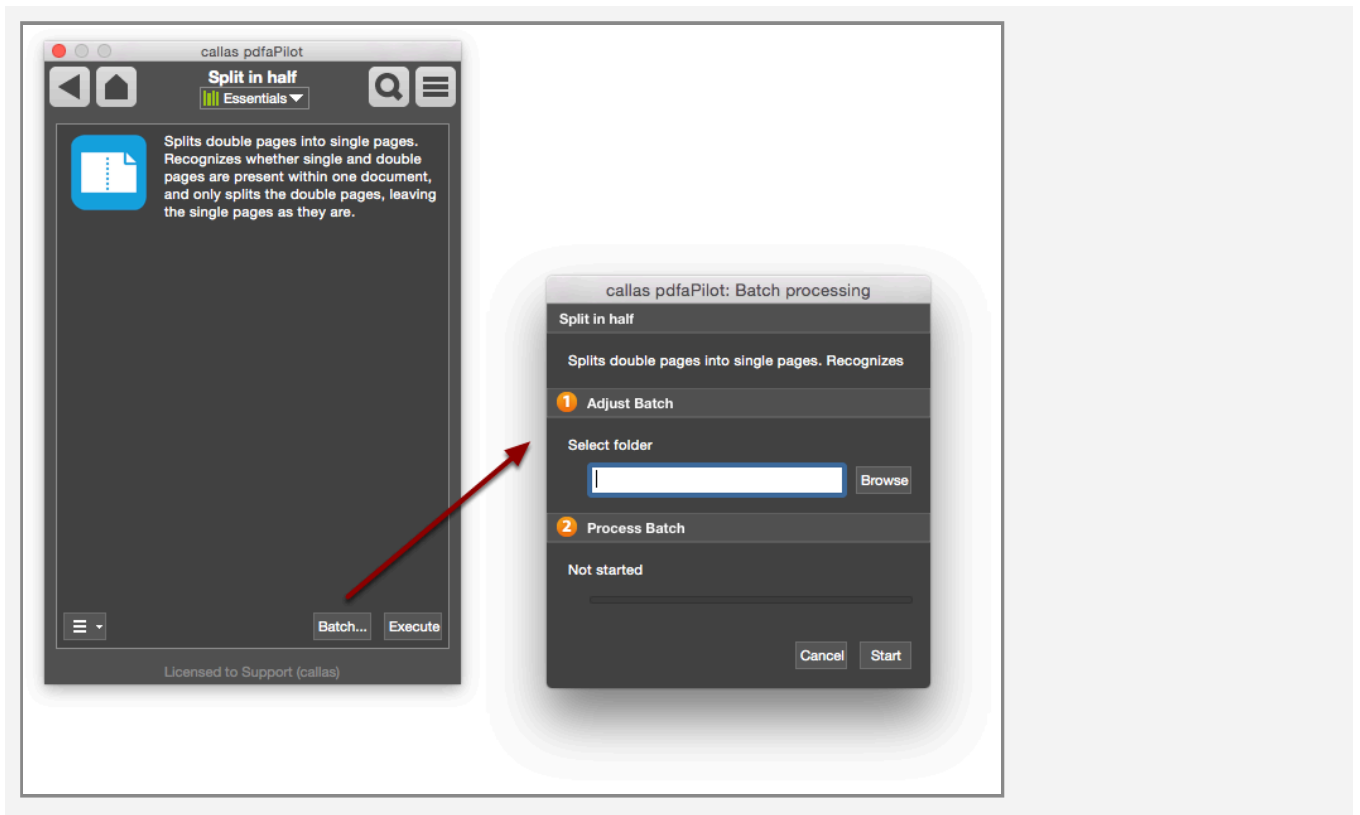 callas pdfaPilot
Split in half
Essentials
Splits double pages into single pages.
Recognizes whether single and double
pages are present within one document,
and only splits the double pages, leaving
the single pages as they are.
Batch...
Execute
Licensed to Support (callas)
callas pdfaPilot: Batch processing
Split in half
Splits double pages into single pages. Recognizes
1 Adjust Batch
Select folder
Browse
2 Process Batch
Not started
Cancel
Start